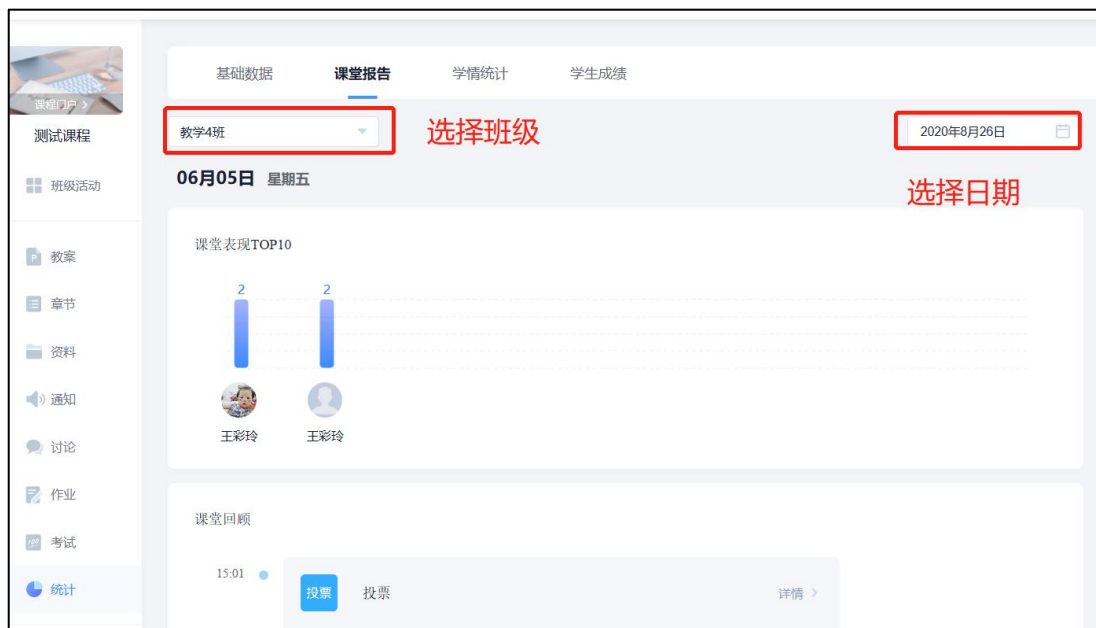 基础数据 课堂报告 学情统计 学生成绩
课程门户 >
测试课程
教学4班 选择班级 2020年8月26日
选择日期
06月05日 星期五
班级活动
教案
章节
资料
通知
讨论
作业
考试
统计
课堂表现TOP10
2 2
王彩玲 王彩玲
课堂回顾
15:01 投票 投票 详情 >